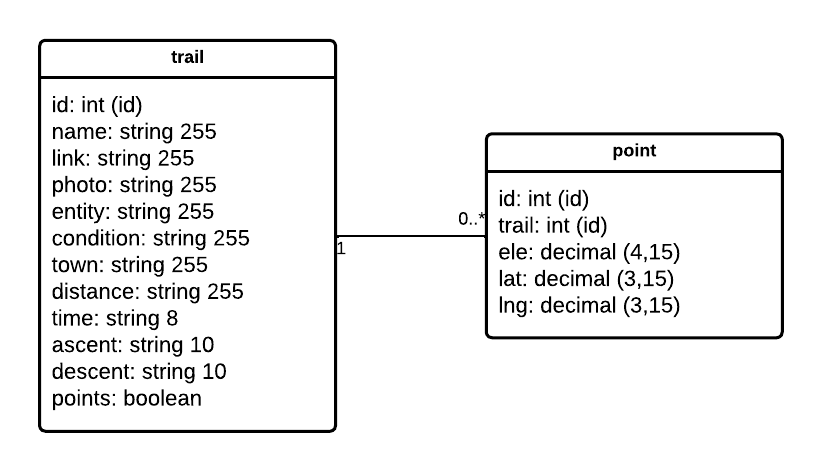 trail
id: int (id)
name: string 255
link: string 255
photo: string 255
entity: string 255
condition: string 255
town: string 255
distance: string 255
time: string 8
ascent: string 10
descent: string 10
points: boolean
1
0..*
point
id: int (id)
trail: int (id)
ele: decimal (4,15)
lat: decimal (3,15)
lng: decimal (3,15)